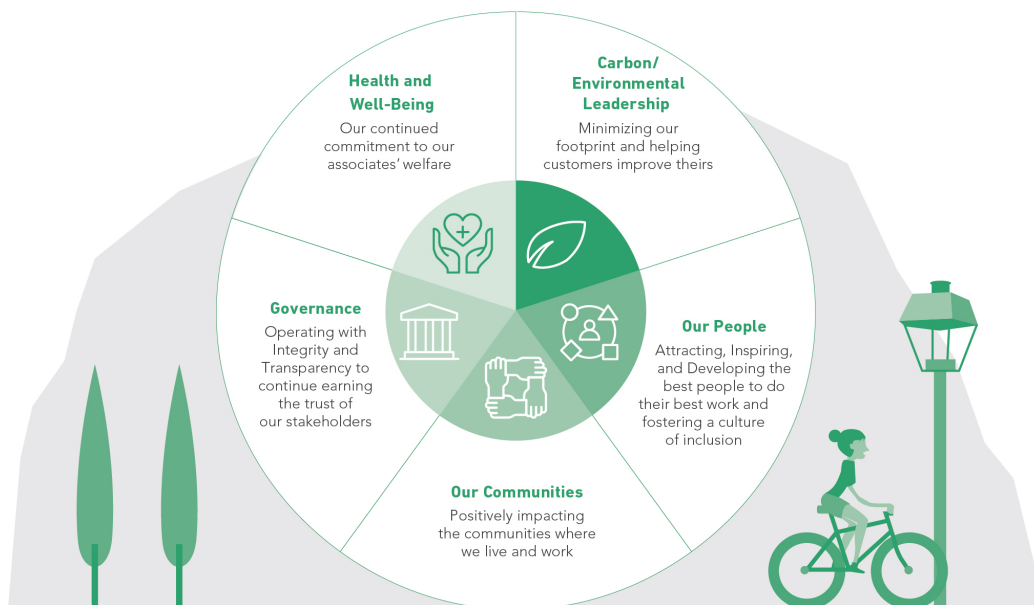 Health and
Well-Being
Our continued
commitment to our
associates' welfare
Carbon/
Environmental
Leadership
Minimizing our
footprint and helping
customers improve theirs
Governance
Operating with
Integrity and
Transparency to
continue earning
the trust of
our stakeholders
Our People
Attracting, Inspiring,
and Developing the
best people to do
their best work and
fostering a culture
of inclusion
Our Communities
Positively impacting
the communities where
we live and work